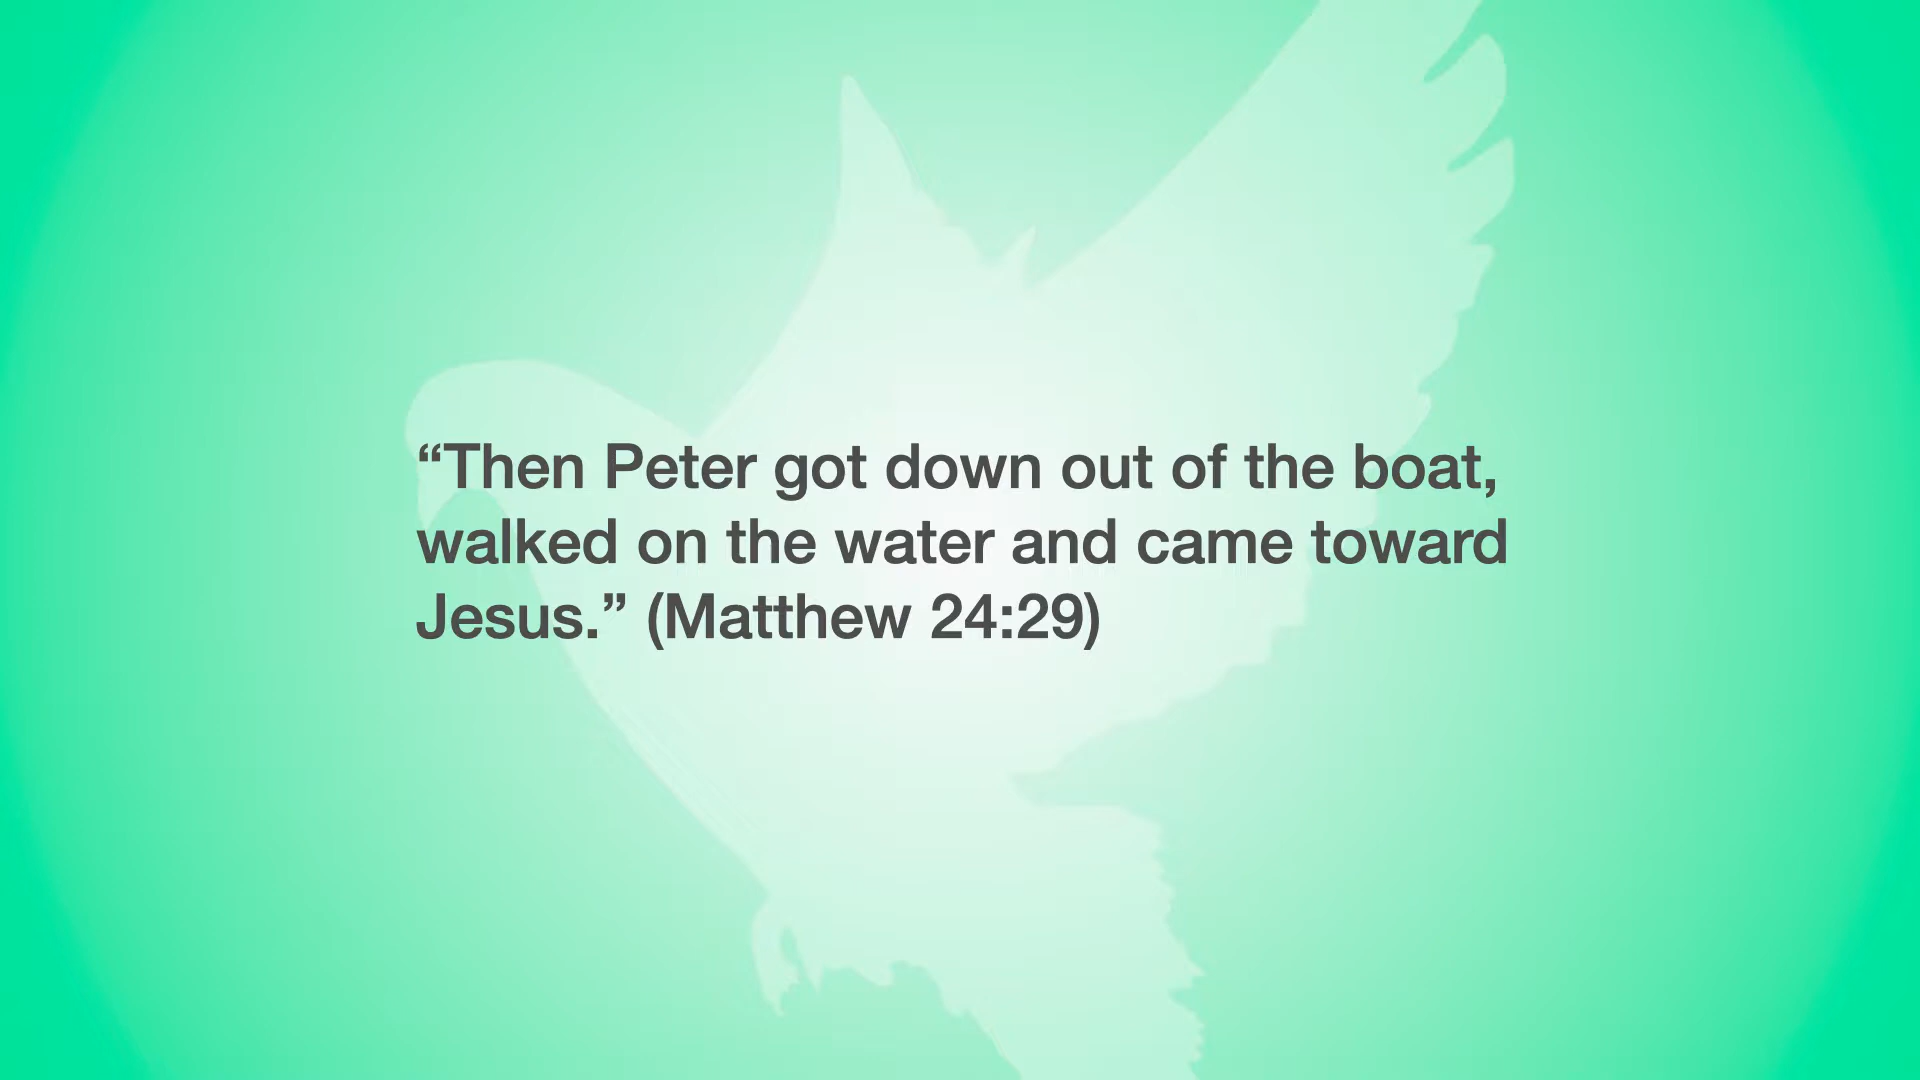 “Then Peter got down out of the boat,
walked on the water and came toward
Jesus.” (Matthew 24:29)